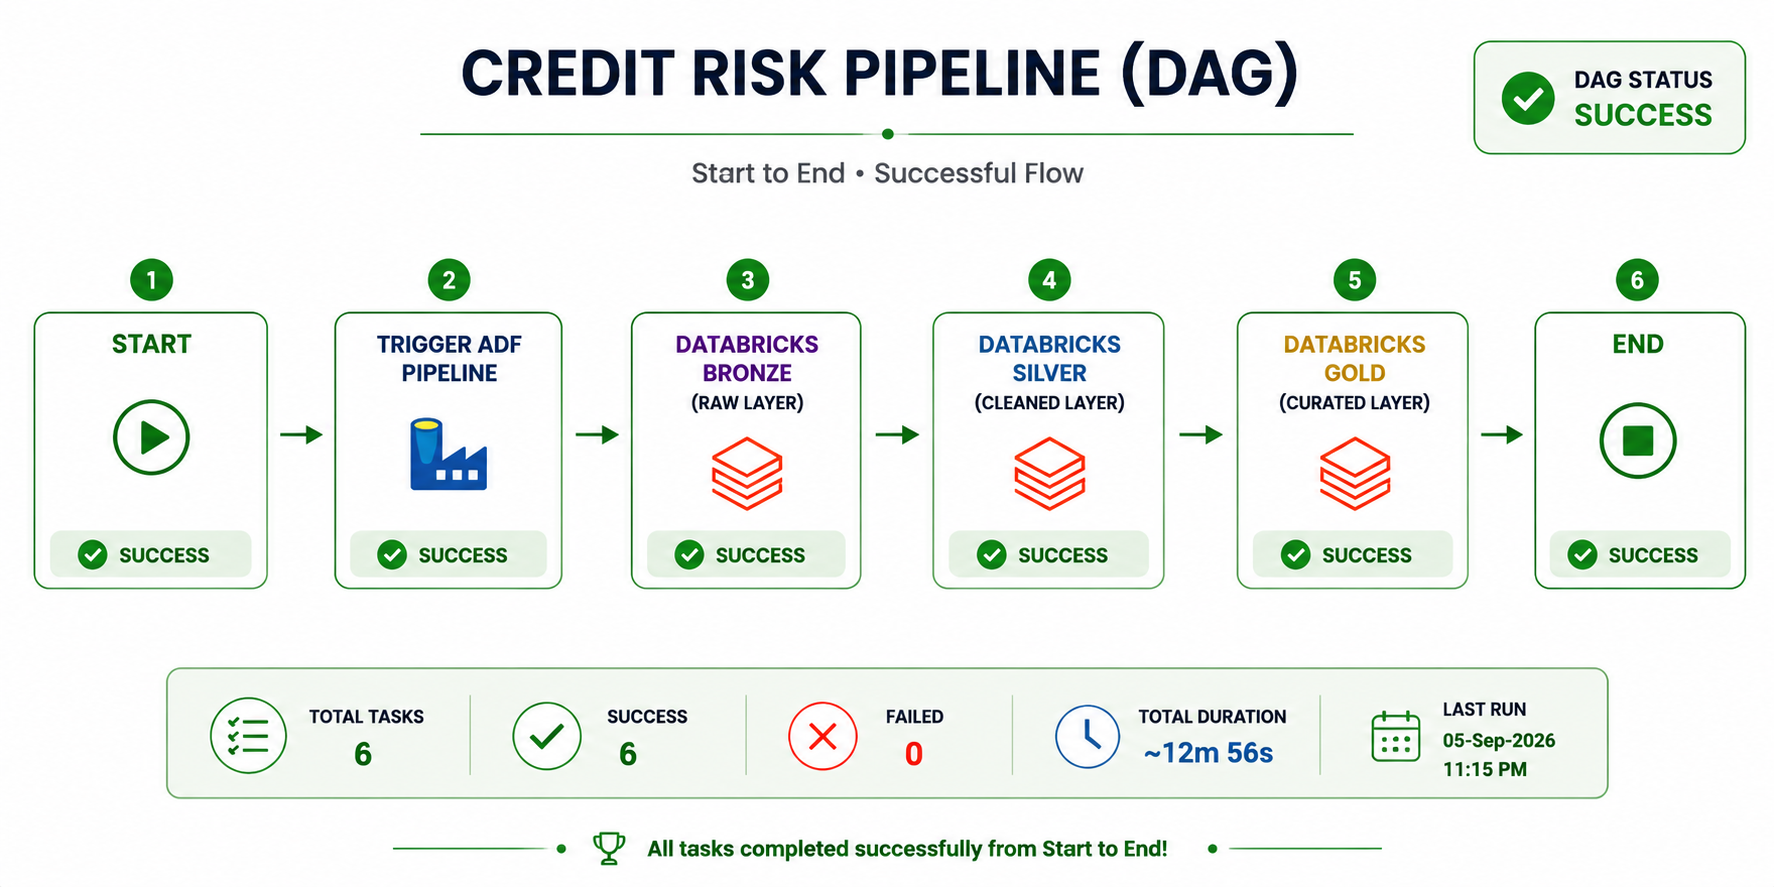 CREDIT RISK PIPELINE (DAG)
DAG STATUS
SUCCESS
Start to End • Successful Flow
1
START
SUCCESS
2
TRIGGER ADF
PIPELINE
SUCCESS
3
DATABRICKS
BRONZE
(RAW LAYER)
SUCCESS
4
DATABRICKS
SILVER
(CLEANED LAYER)
SUCCESS
5
DATABRICKS
GOLD
(CURATED LAYER)
SUCCESS
6
END
SUCCESS
TOTAL TASKS
6
SUCCESS
6
FAILED
0
TOTAL DURATION
~12m 56s
LAST RUN
05-Sep-2026
11:15 PM
All tasks completed successfully from Start to End!